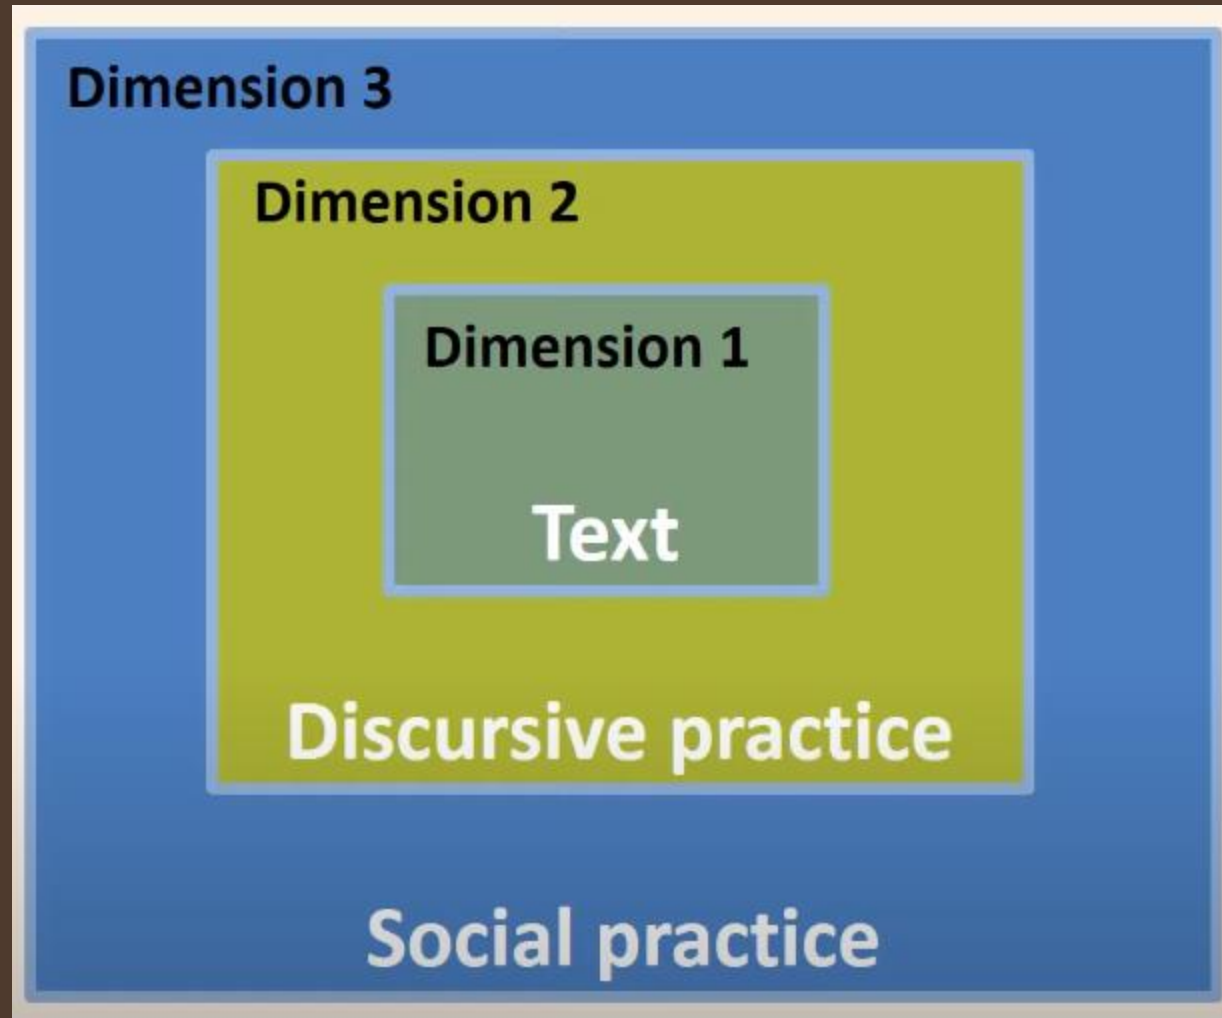 Dimension 3
Dimension 2
Dimension 1
Text
Discursive practice
Social practice